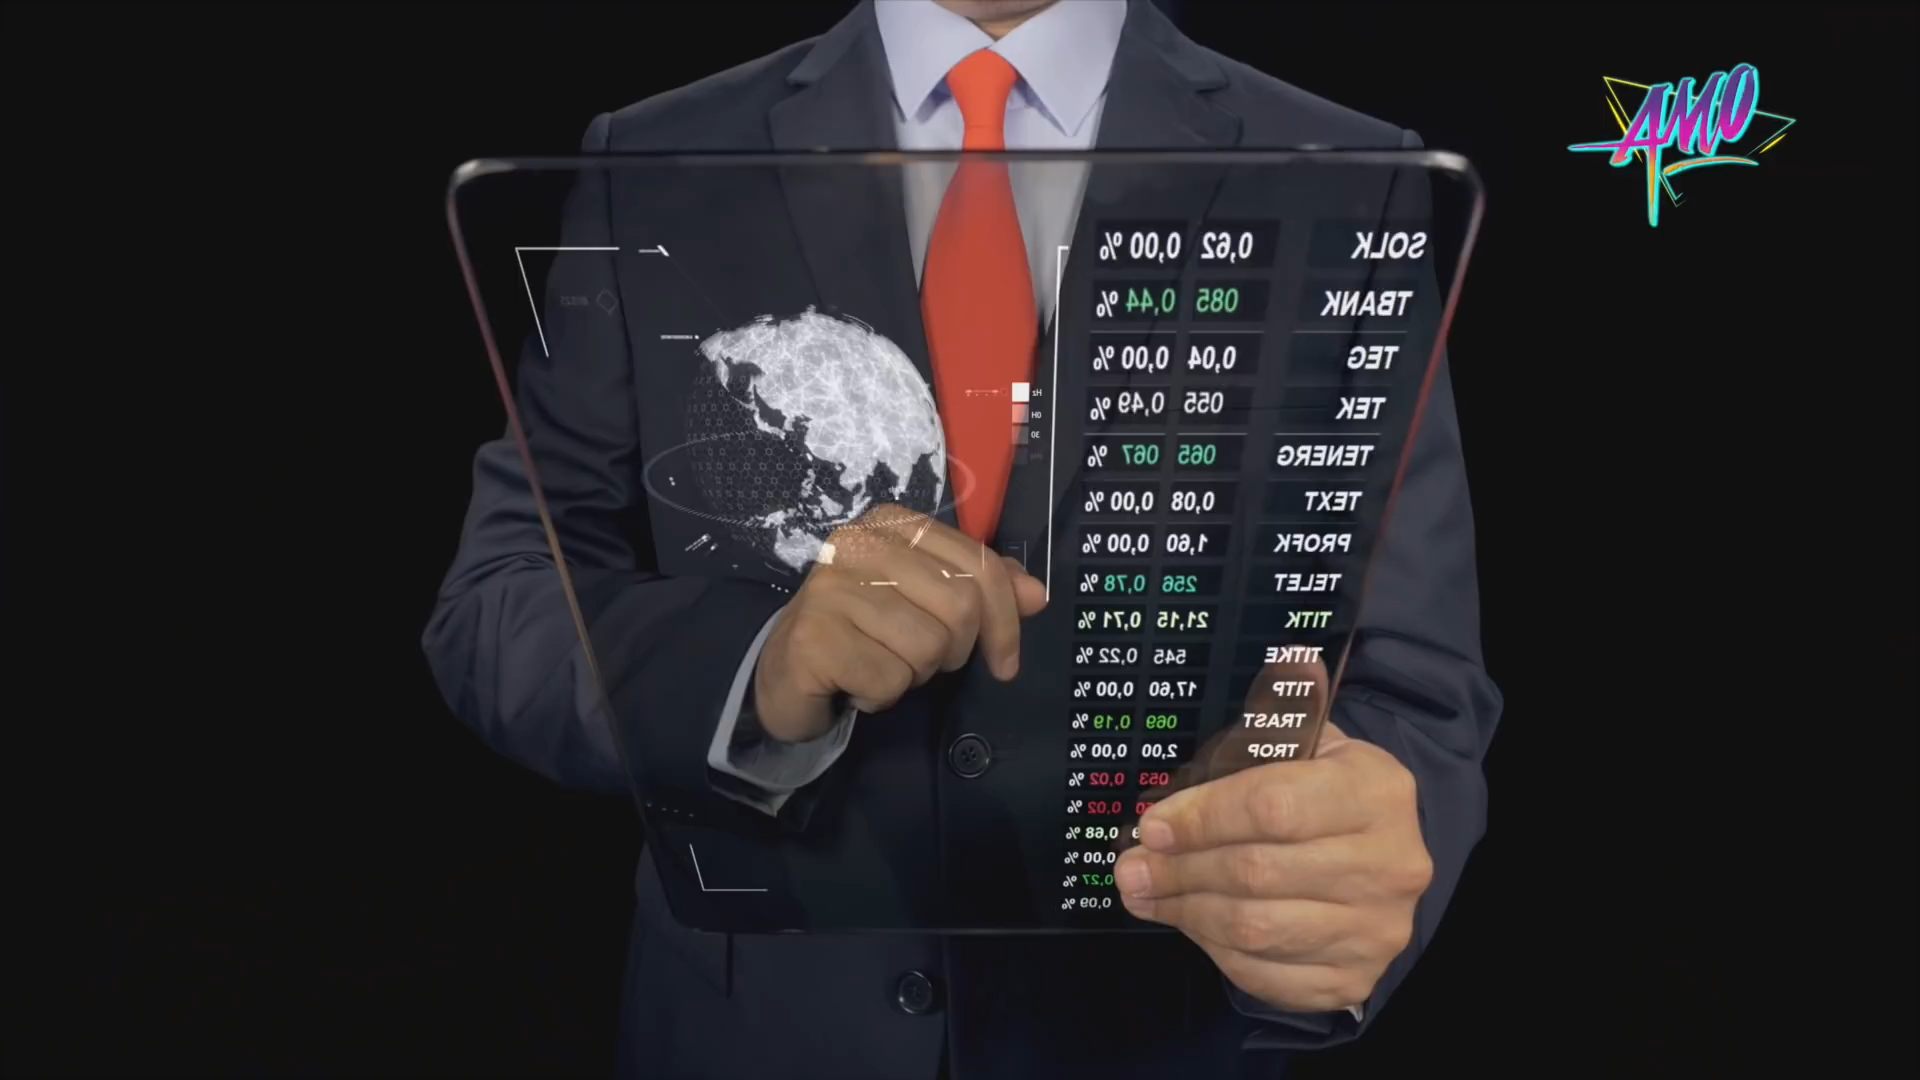 AMO
SOLK 0,62 0,00 %
TBANK 085 0,44 %
TEG 0,04 0,00 %
TEK 055 0,49 %
TENERG 065 067 %
TEXT 0,08 0,00 %
PROFK 1,60 0,00 %
TELET 256 0,78 %
TITK 21,15 0,71 %
TITKE 545 0,22 %
TITP 17,60 0,00 %
TRAST 069 0,19 %
TROP 2,00 0,00 %
053 0,02 %
0,02 %
0,68 %
0,00 %
0,27 %
0,09 %
Hz
0H
30